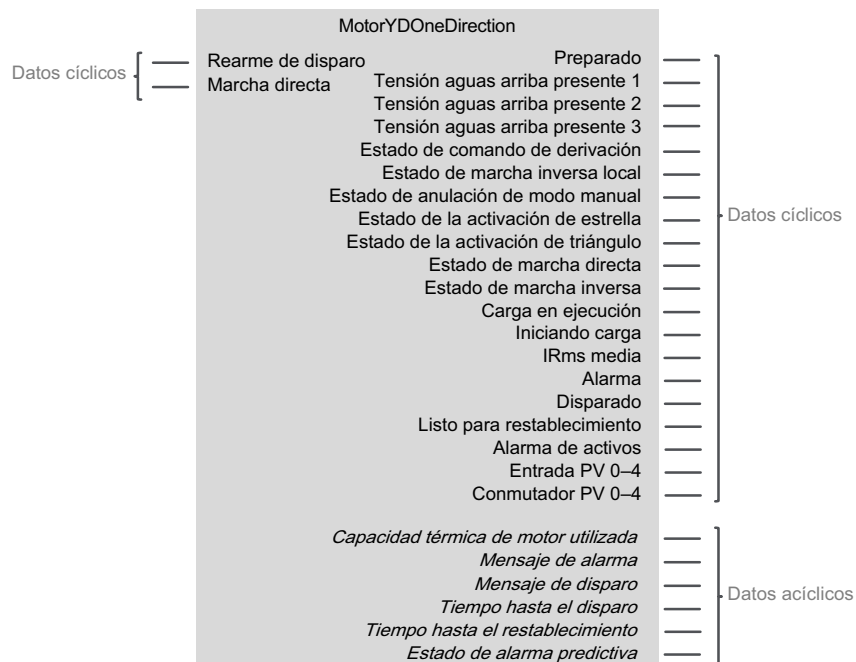 MotorYDOneDirection
Datos cíclicos
Rearme de disparo
Marcha directa
Preparado
Tensión aguas arriba presente 1
Tensión aguas arriba presente 2
Tensión aguas arriba presente 3
Estado de comando de derivación
Estado de marcha inversa local
Estado de anulación de modo manual
Estado de la activación de estrella
Estado de la activación de triángulo
Estado de marcha directa
Estado de marcha inversa
Carga en ejecución
Iniciando carga
IRms media
Alarma
Disparado
Listo para restablecimiento
Alarma de activos
Entrada PV 0–4
Conmutador PV 0–4
Datos cíclicos
Capacidad térmica de motor utilizada
Mensaje de alarma
Mensaje de disparo
Tiempo hasta el disparo
Tiempo hasta el restablecimiento
Estado de alarma predictiva
Datos acíclicos